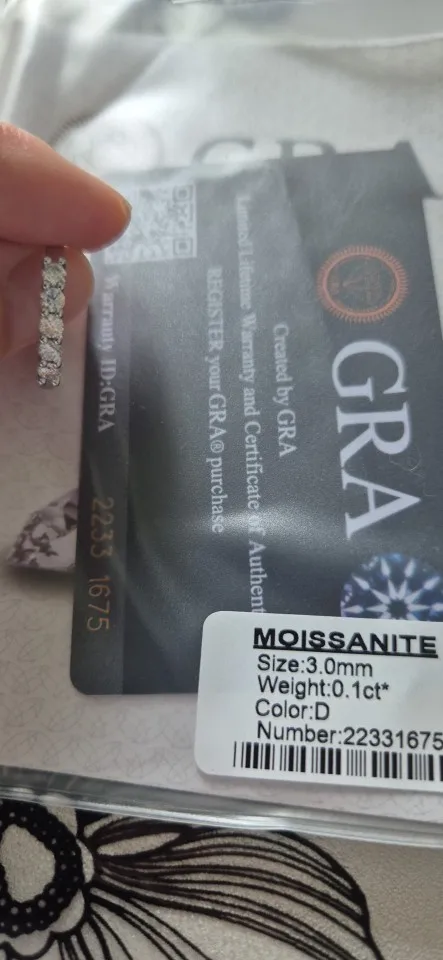 GRA
GRA
Created by GRA
Limited Lifetime Warranty and Certificate of Authent
REGISTER your GRA® purchase
Warranty ID:GRA
2233 1675
MOISSANITE
Size:3.0mm
Weight:0.1ct*
Color:D
Number:22331675